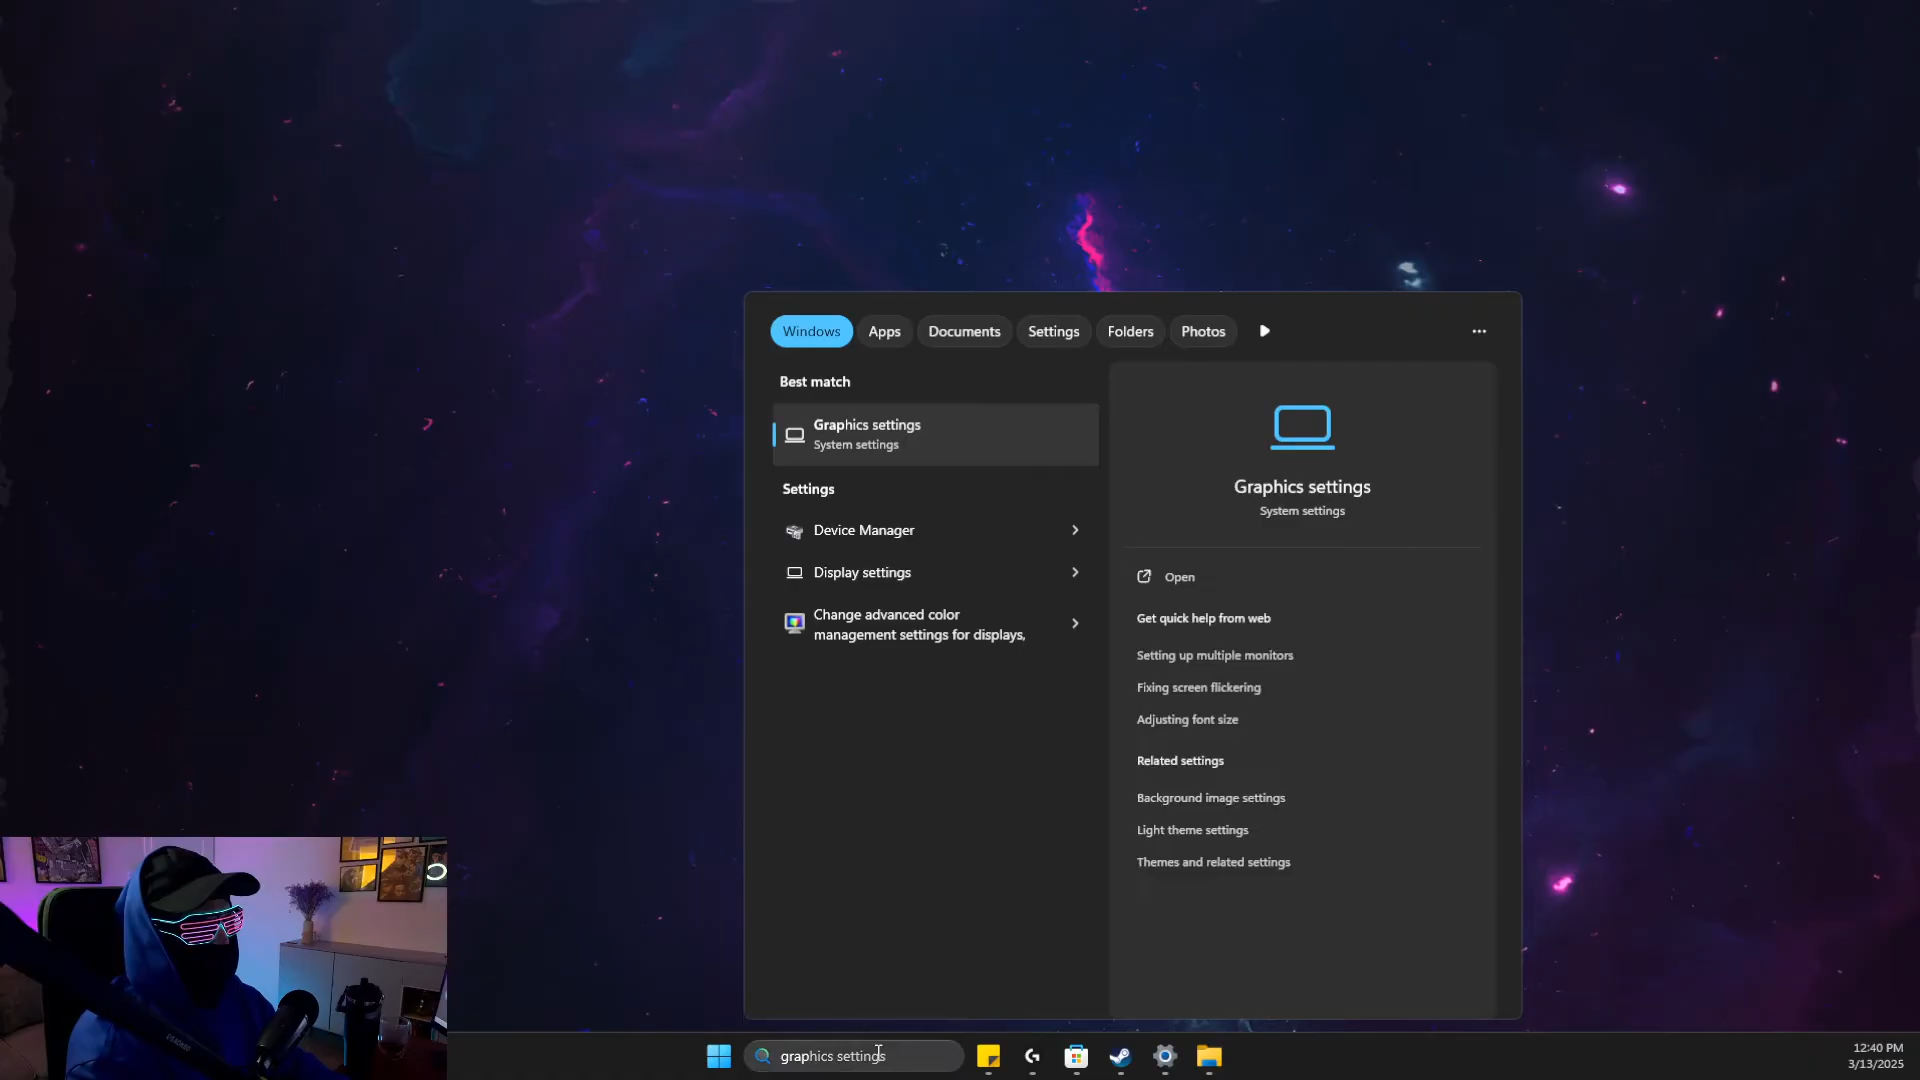 Windows
Apps
Documents
Settings
Folders
Photos
Best match
Graphics settings
System settings
Settings
Device Manager
Display settings
Change advanced color
management settings for displays,
Graphics settings
System settings
Open
Get quick help from web
Setting up multiple monitors
Fixing screen flickering
Adjusting font size
Related settings
Background image settings
Light theme settings
Themes and related settings
graphics settings
12:40 PM
3/13/2025